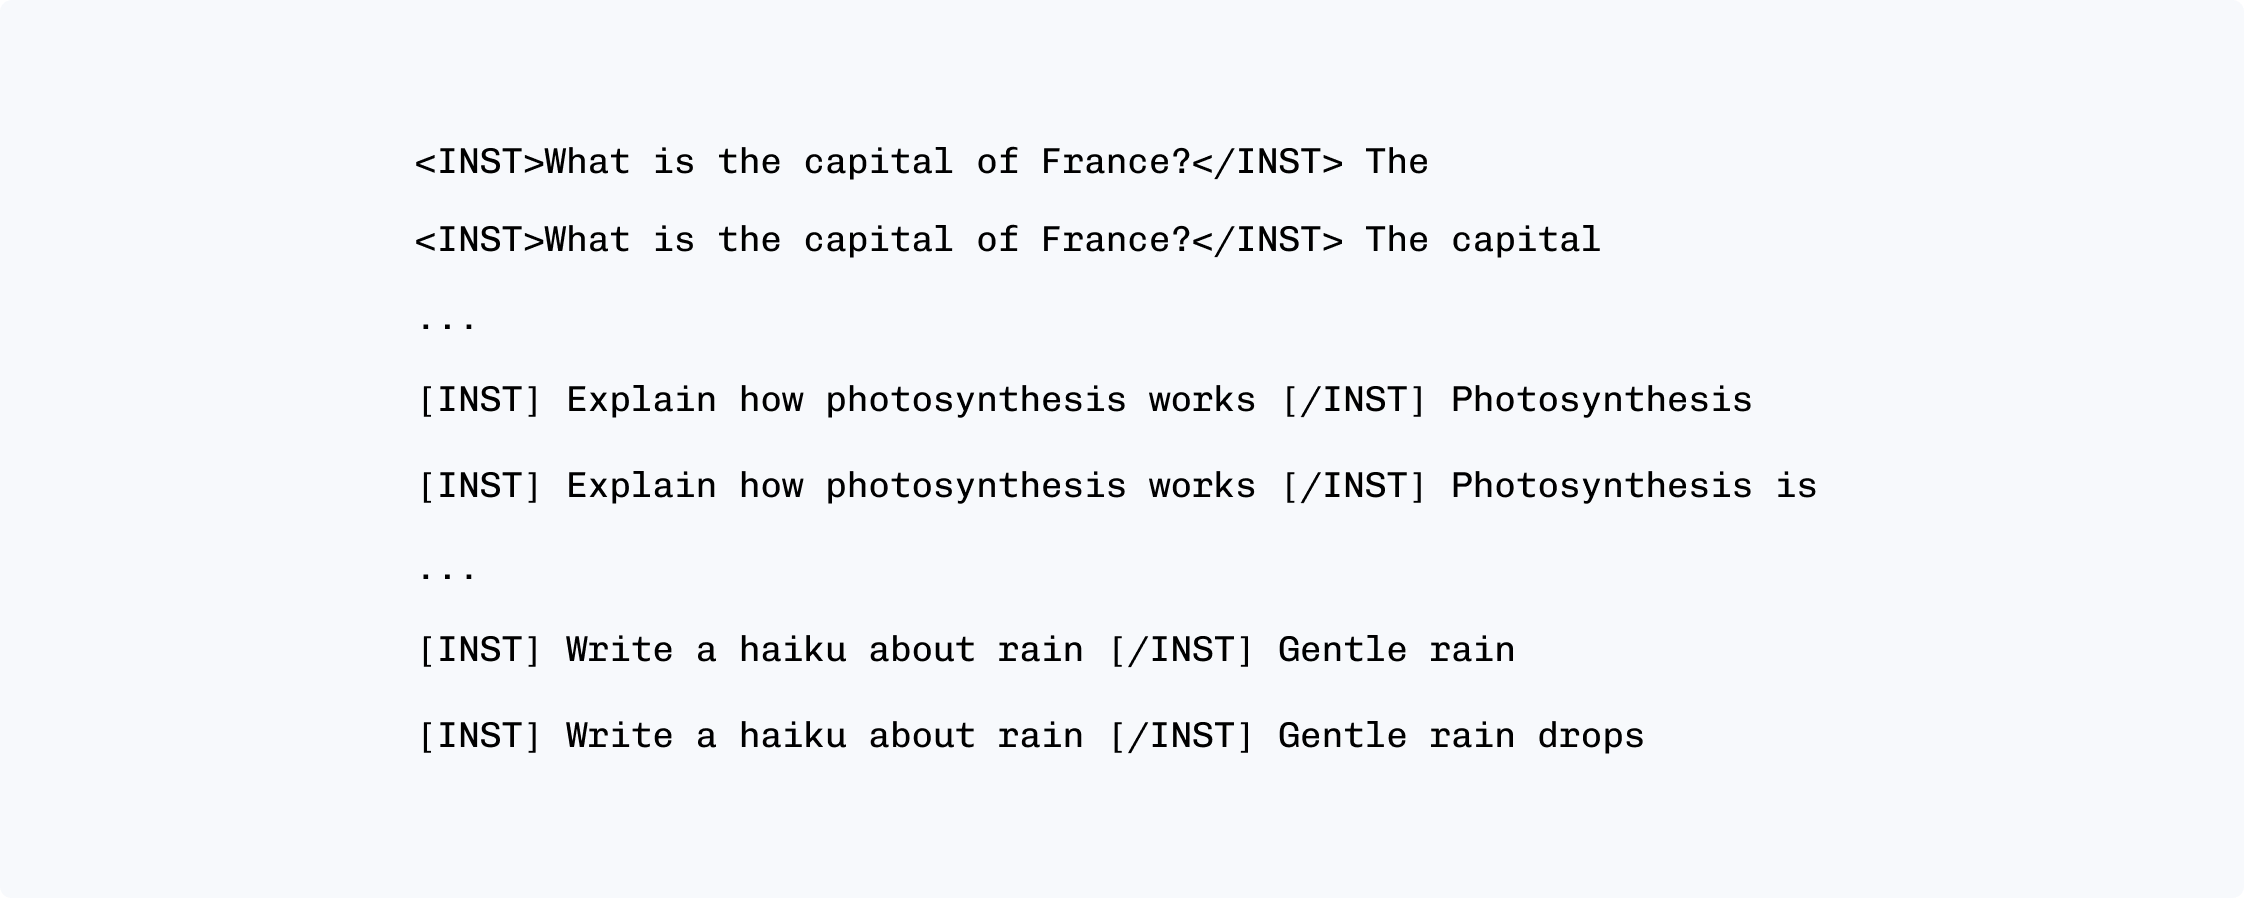 <INST>What is the capital of France?</INST> The
<INST>What is the capital of France?</INST> The capital
...
[INST] Explain how photosynthesis works [/INST] Photosynthesis
[INST] Explain how photosynthesis works [/INST] Photosynthesis is
...
[INST] Write a haiku about rain [/INST] Gentle rain
[INST] Write a haiku about rain [/INST] Gentle rain drops